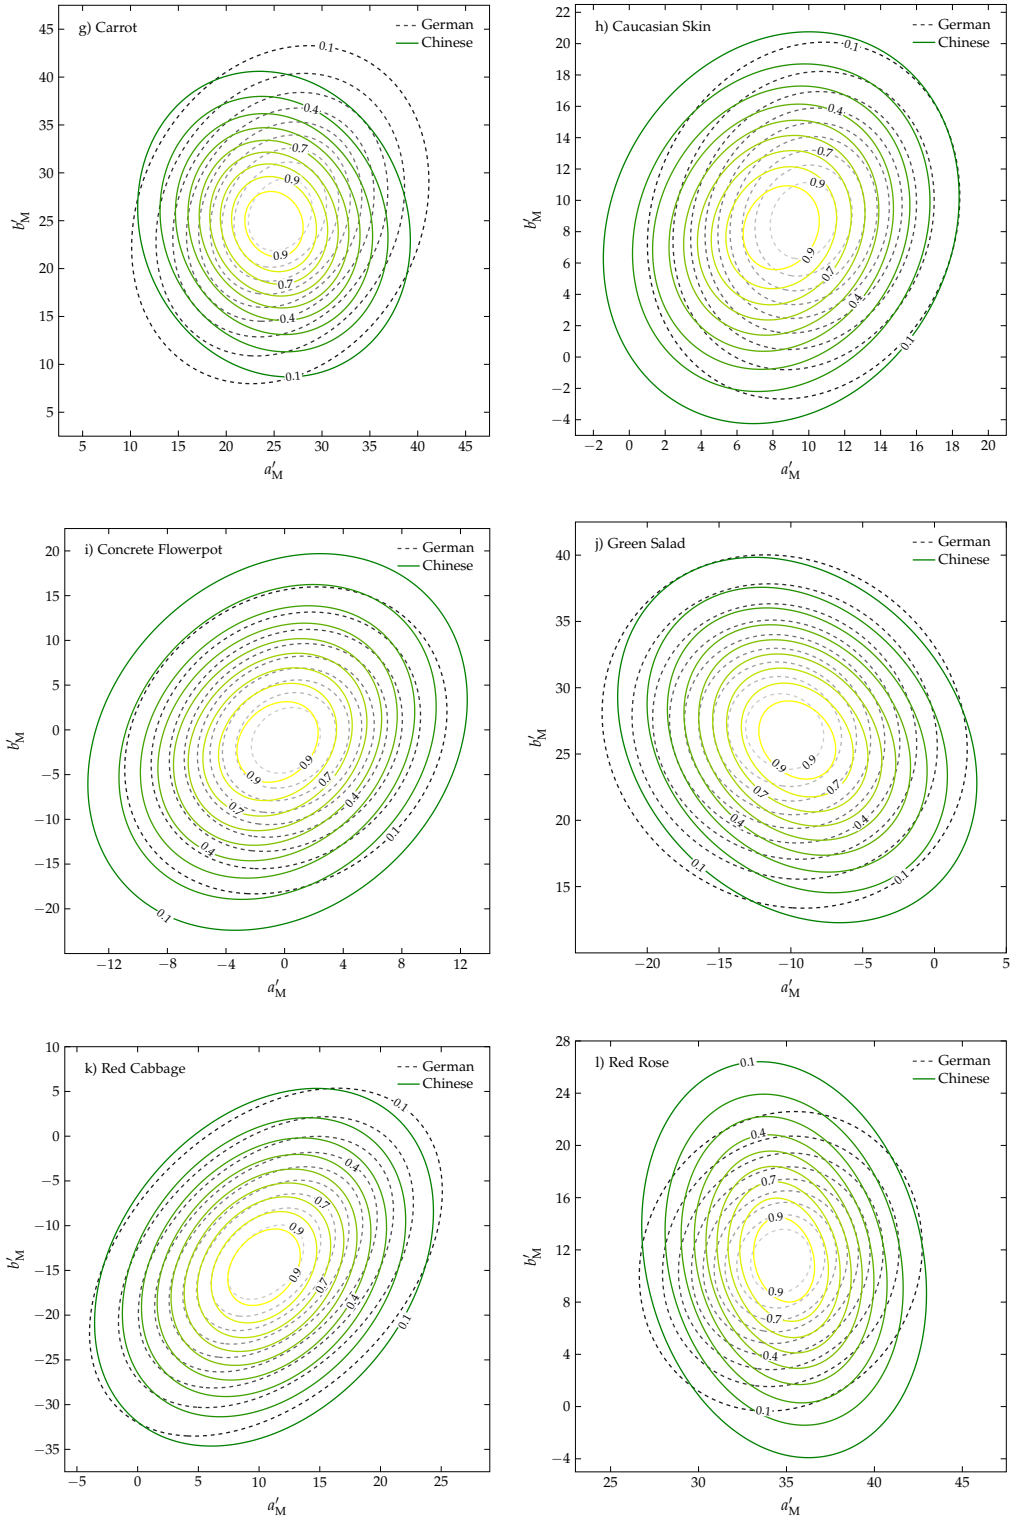 g) Carrot
German
Chinese
0.1
0.4
0.7
0.9
0.9
0.7
0.4
0.1
45
40
35
30
25
20
15
10
5
b′M
5 10 15 20 25 30 35 40 45
a′M
h) Caucasian Skin
German
Chinese
0.1
0.4
0.7
0.9
0.9
0.7
0.4
0.1
22
20
18
16
14
12
10
8
6
4
2
0
−2
−4
b′M
−2 0 2 4 6 8 10 12 14 16 18 20
a′M
i) Concrete Flowerpot
German
Chinese
0.9
0.9
0.7
0.7
0.4
0.4
0.1
0.1
20
15
10
5
0
−5
−10
−15
−20
b′M
−12 −8 −4 0 4 8 12
a′M
j) Green Salad
German
Chinese
0.9
0.9
0.7
0.7
0.4
0.4
0.1
0.1
40
35
30
25
20
15
b′M
−20 −15 −10 −5 0 5
a′M
k) Red Cabbage
German
Chinese
0.1
0.4
0.7
0.9
0.9
0.7
0.4
0.1
10
5
0
−5
−10
−15
−20
−25
−30
−35
b′M
−5 0 5 10 15 20 25
a′M
l) Red Rose
German
Chinese
0.1
0.4
0.7
0.9
0.9
0.7
0.4
0.1
28
24
20
16
12
8
4
0
−4
b′M
25 30 35 40 45
a′M